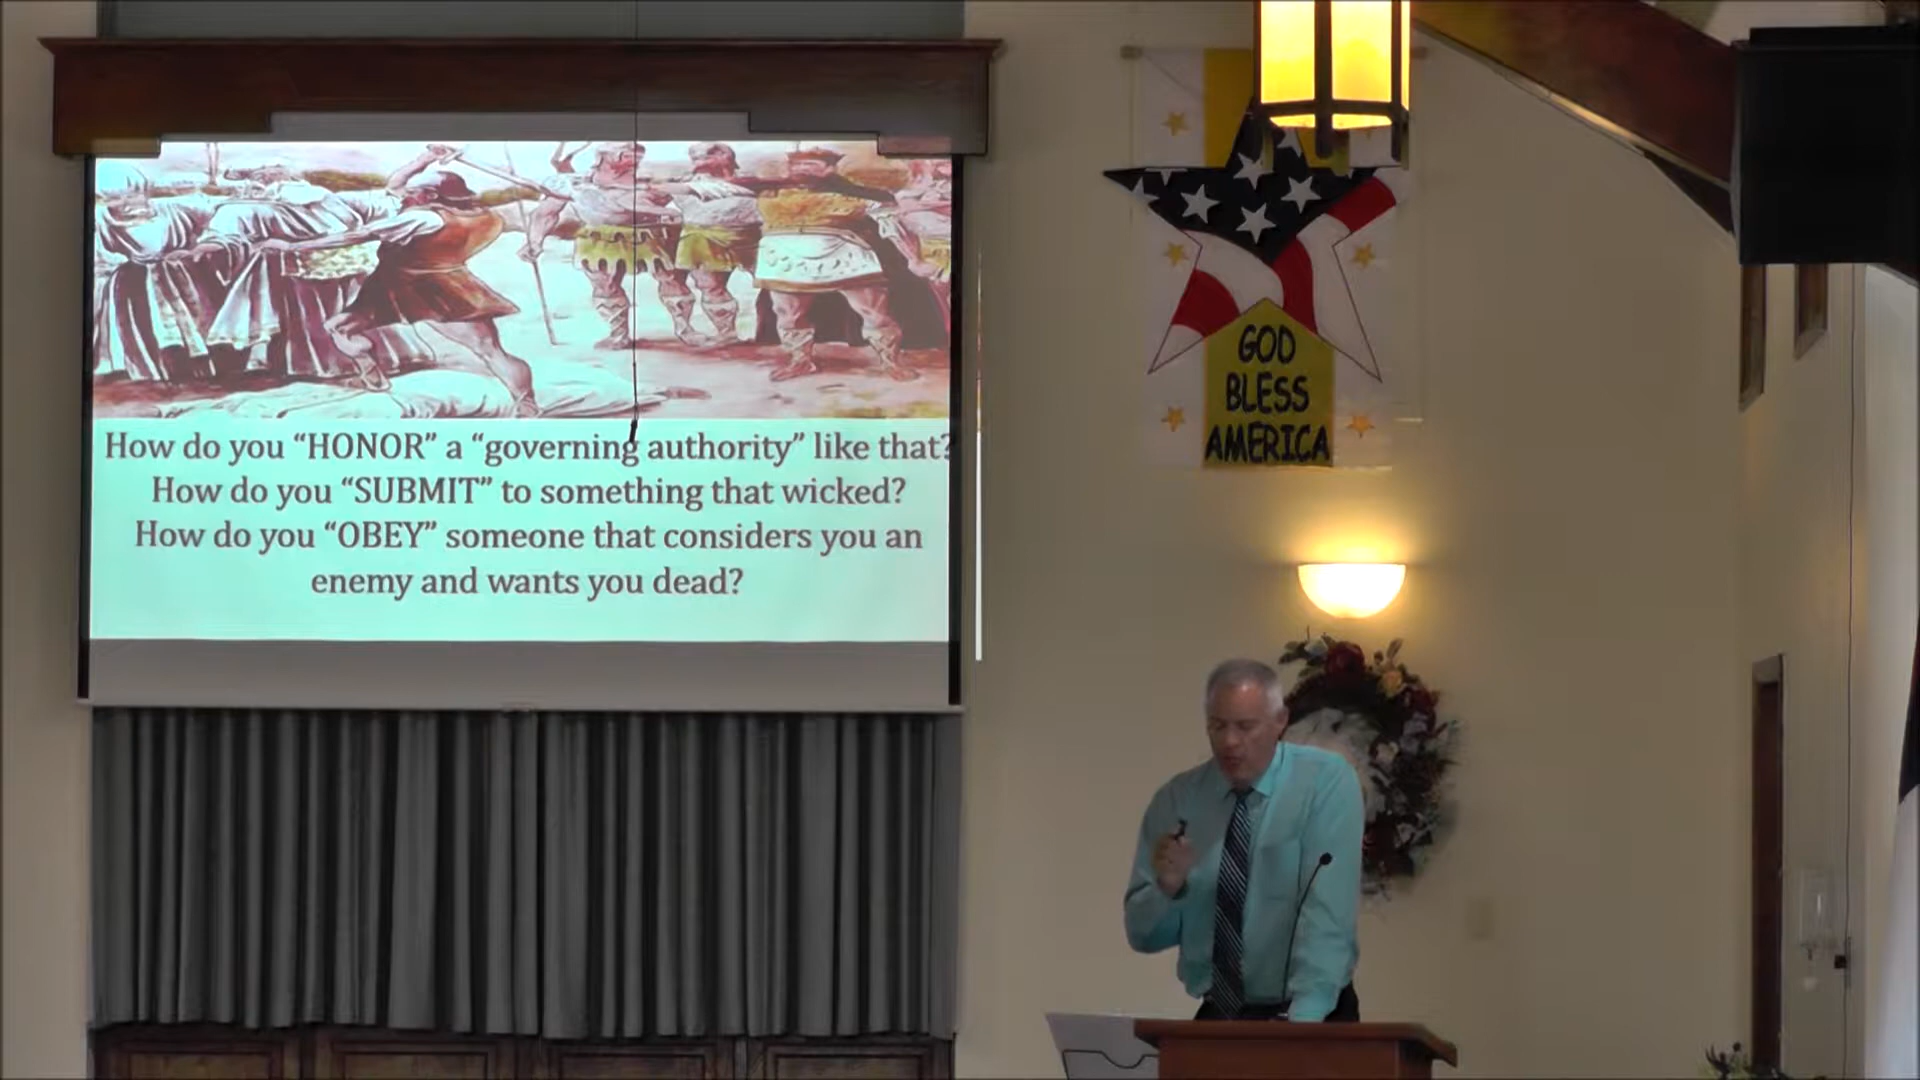 How do you “HONOR” a “governing authority” like that?
How do you “SUBMIT” to something that wicked?
How do you “OBEY” someone that considers you an
enemy and wants you dead?
GOD
BLESS
AMERICA